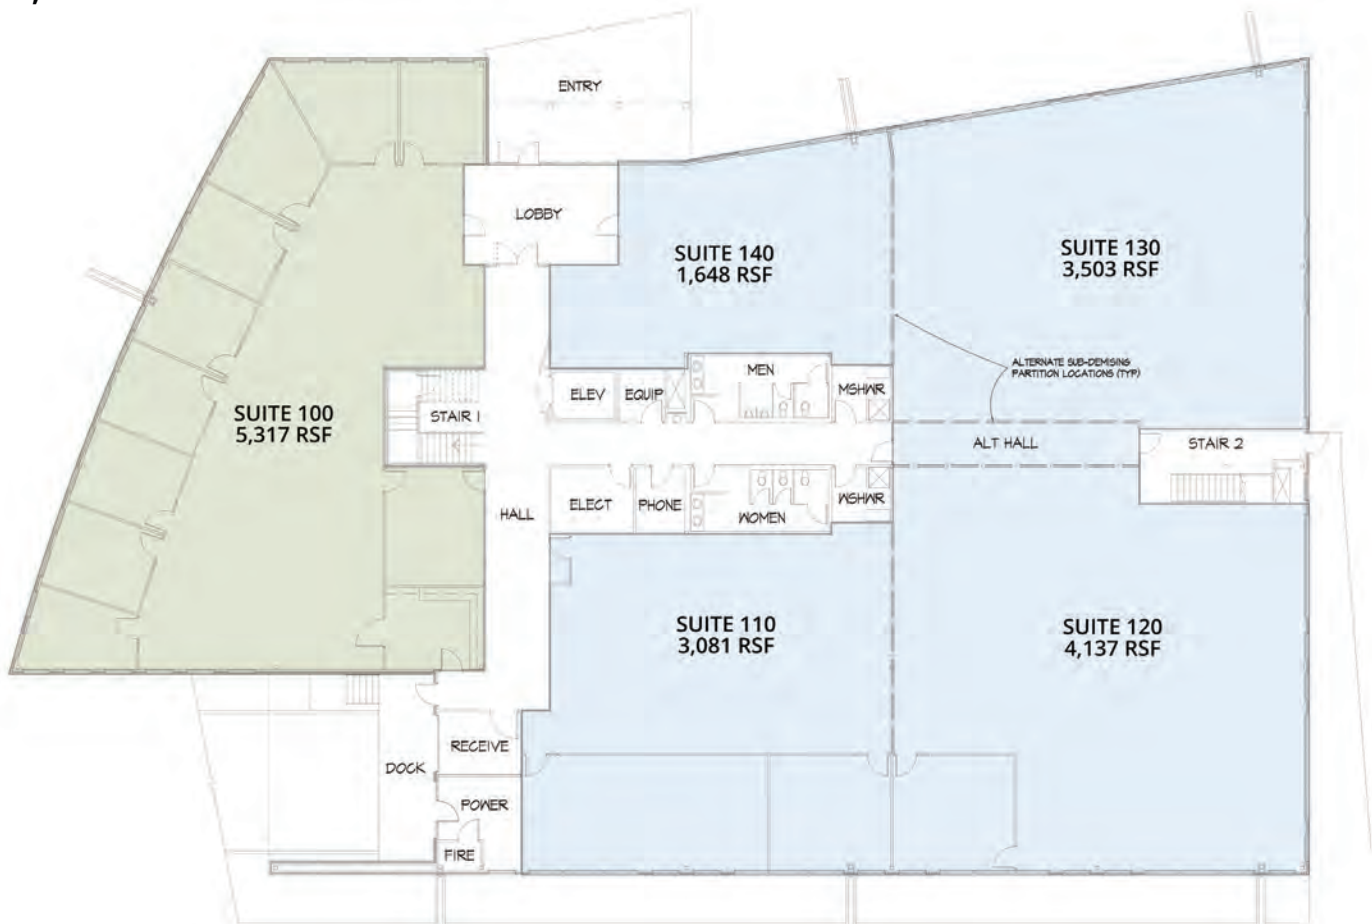 ENTRY
LOBBY
SUITE 140
1,648 RSF
SUITE 130
3,503 RSF
ALTERNATE SUB-DEMISING
PARTITION LOCATIONS (TYP)
MEN
ELEV
EQUIP
MSHWR
SUITE 100
5,317 RSF
STAIR 1
ALT HALL
STAIR 2
HALL
ELECT
PHONE
WOMEN
WSHWR
SUITE 110
3,081 RSF
SUITE 120
4,137 RSF
RECEIVE
DOCK
POWER
FIRE